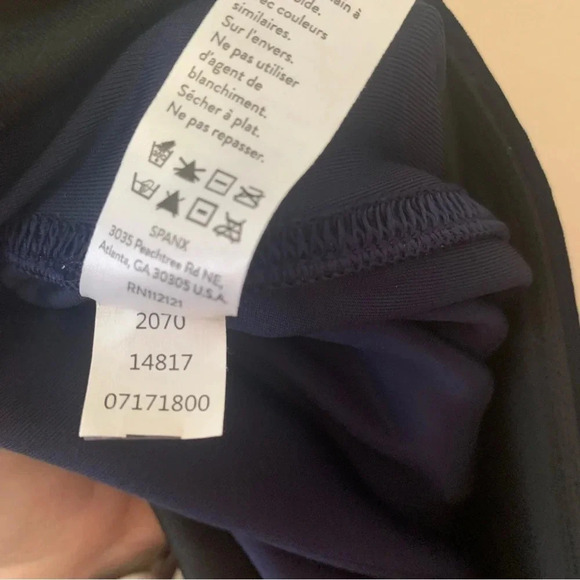 similaires.
Sur l'envers.
Ne pas utiliser
d'agent de
blanchiment.
Sécher à plat.
Ne pas repasser.
SPANX
3035 Peachtree Rd NE,
Atlanta, GA 30305 U.S.A.
RN112121
2070
14817
07171800